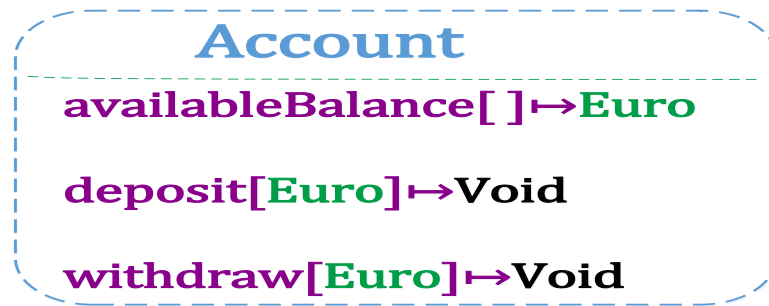 Account
availableBalance[ ]↦Euro
deposit[Euro]↦Void
withdraw[Euro]↦Void